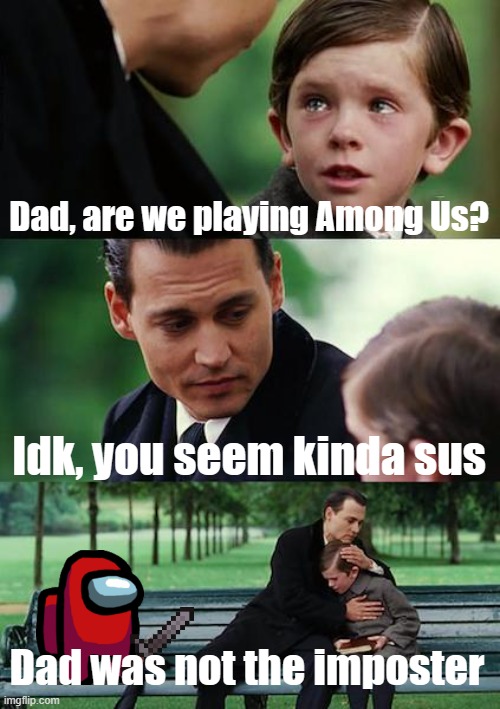 Dad, are we playing Among Us?
Idk, you seem kinda sus
Dad was not the imposter
imgflip.com